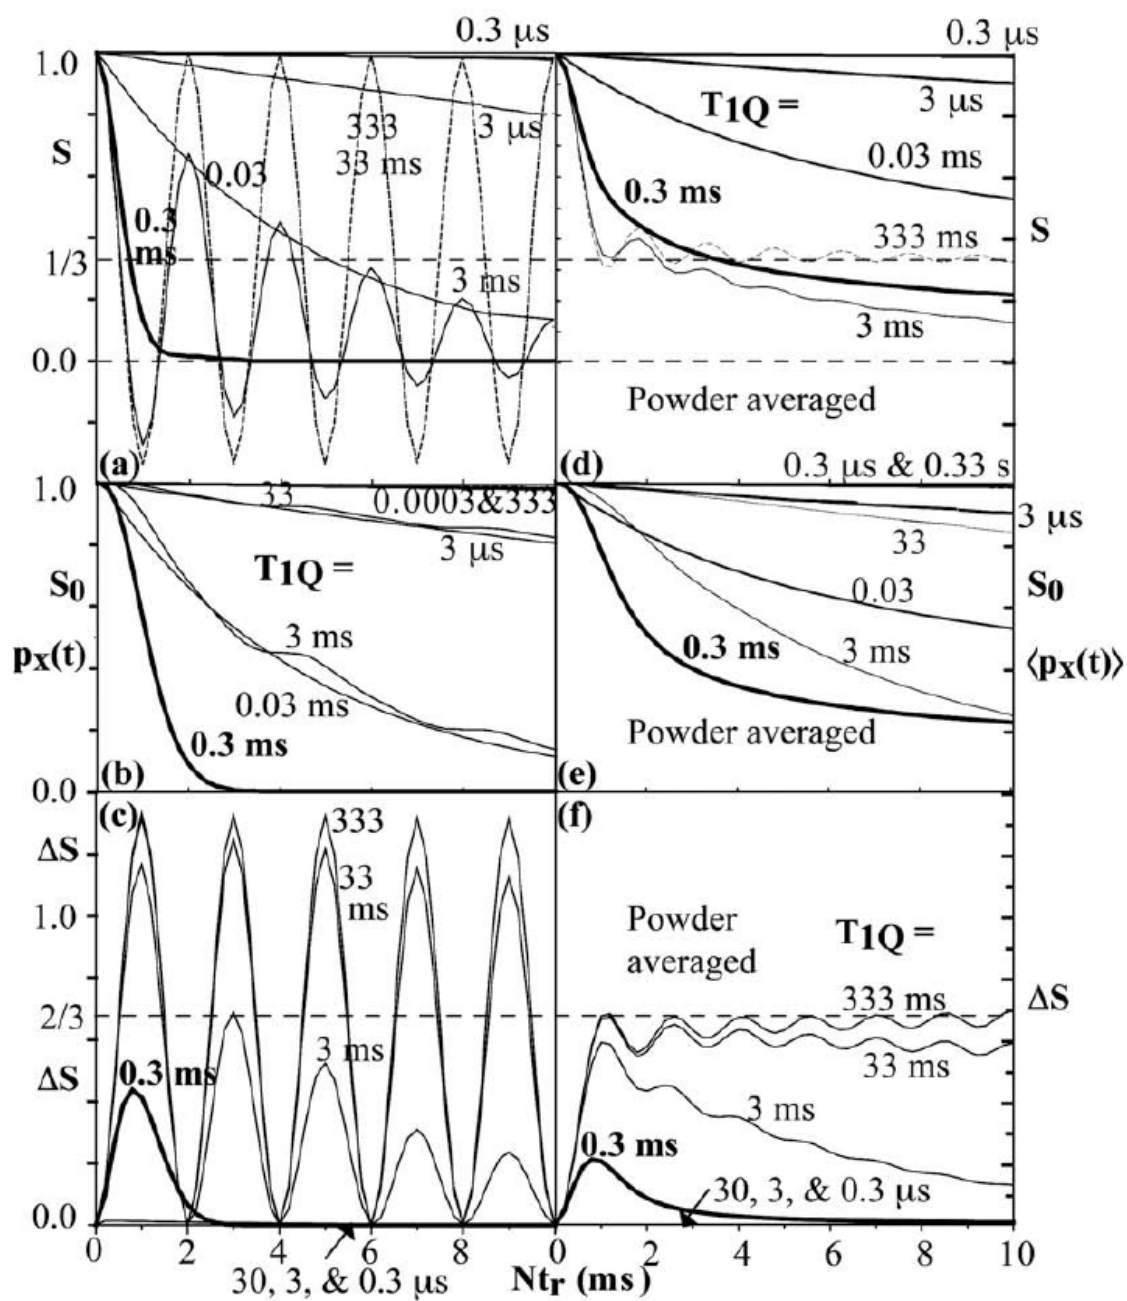 0.3 μs
1.0
S
0.03
333
33 ms
3 μs
0.3
ms
1/3
3 ms
0.0
(a)
0.3 μs
3 μs
T1Q =
0.03 ms
0.3 ms
333 ms
S
3 ms
Powder averaged
(d)
1.0
33
0.0003&333
3 μs
T1Q =
S0
px(t)
3 ms
0.03 ms
0.3 ms
(b)
0.0
0.3 μs & 0.33 s
3 μs
33
S0
0.03
0.3 ms
3 ms
⟨px(t)⟩
Powder averaged
(e)
(c)
333
ΔS
33
ms
1.0
2/3
3 ms
0.3 ms
ΔS
0.0
0 2 4 6 8
30, 3, & 0.3 μs
(f)
Powder
averaged
T1Q =
333 ms
ΔS
33 ms
3 ms
0.3 ms
30, 3, & 0.3 μs
0 2 4 6 8 10
Ntr (ms)